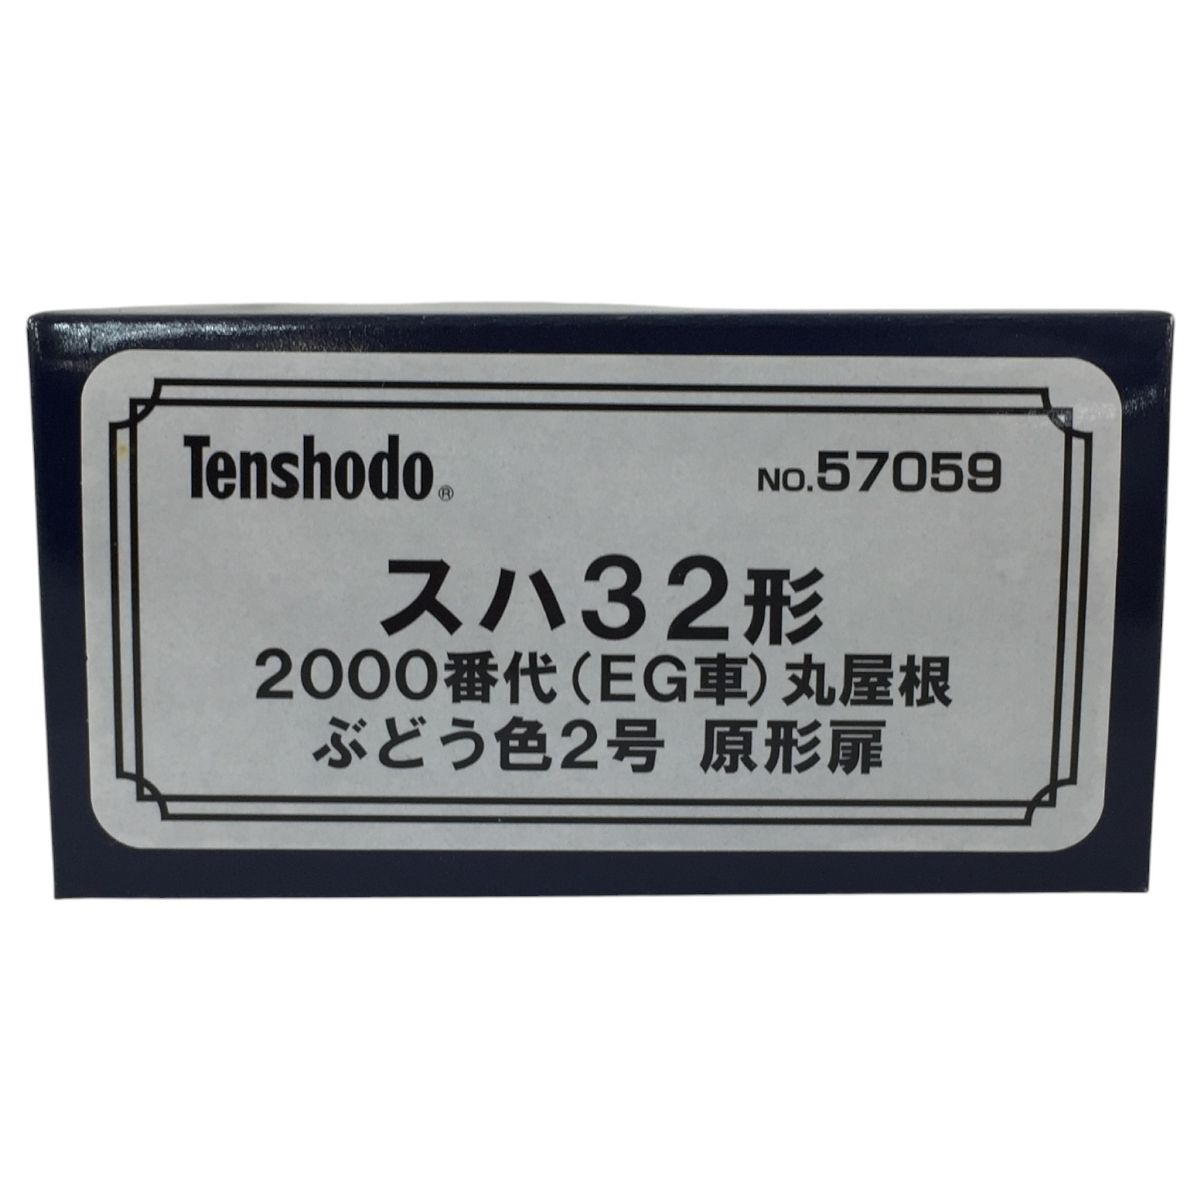 Tenshodo® NO.57059
スハ32形
2000番代(EG車)丸屋根
ぶどう色2号 原形扉